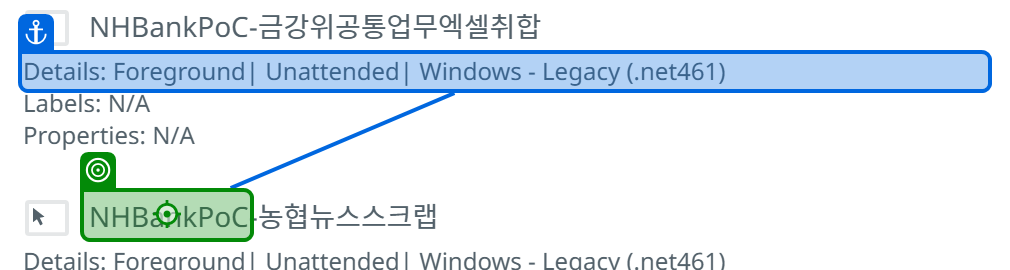 NHBankPoC-금강위공통업무엑셀취합
Details: Foreground| Unattended| Windows - Legacy (.net461)
Labels: N/A
Properties: N/A
NHBankPoC-농협뉴스스크랩
Details: Foreground| Unattended| Windows - Legacy (.net461)